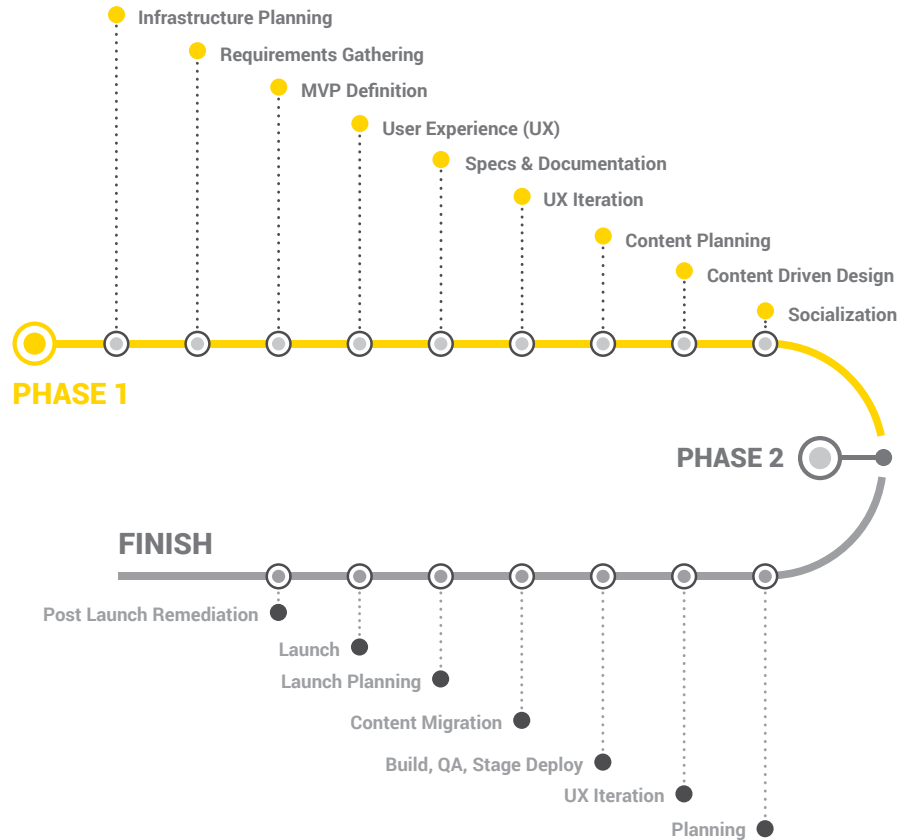 Infrastructure Planning
Requirements Gathering
MVP Definition
User Experience (UX)
Specs & Documentation
UX Iteration
Content Planning
Content Driven Design
Socialization
PHASE 1
PHASE 2
FINISH
Post Launch Remediation
Launch
Launch Planning
Content Migration
Build, QA, Stage Deploy
UX Iteration
Planning